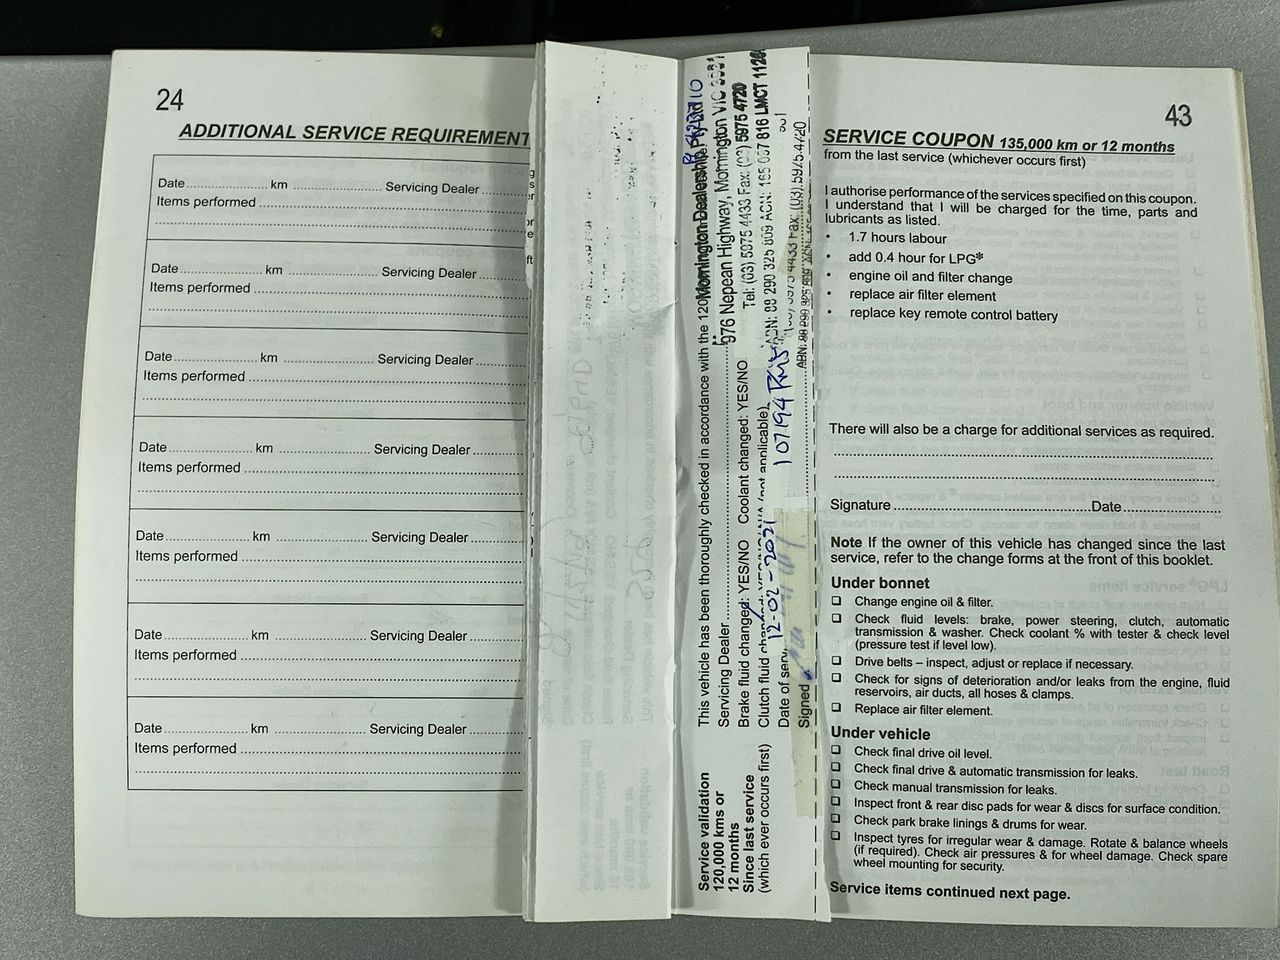 24
ADDITIONAL SERVICE REQUIREMENT
Date.................... km .................... Servicing Dealer .......
Items performed ....................
Date.................... km .................... Servicing Dealer .......
Items performed ....................
Date.................... km .................... Servicing Dealer .......
Items performed ....................
Date.................... km .................... Servicing Dealer .......
Items performed ....................
Date.................... km .................... Servicing Dealer .......
Items performed ....................
Date.................... km .................... Servicing Dealer .......
Items performed ....................
Date.................... km .................... Servicing Dealer .......
Items performed ....................
Service validation
120,000 kms or
12 months
Since last service
(which ever occurs first)
This vehicle has been thoroughly checked in accordance with the 120
Mornington Dealership Pty Ltd
Servicing Dealer
976 Nepean Highway, Mornington VIC
Brake fluid changed: YES/NO Coolant changed: YES/NO
Tel: (03) 5975 4433 Fax: (03) 5975 4720
Clutch fluid (not applicable)
816 LMCT
Date of
12-02-2021
107194 Kms
Signed
43
SERVICE COUPON 135,000 km or 12 months
from the last service (whichever occurs first)
I authorise performance of the services specified on this coupon.
I understand that I will be charged for the time, parts and
lubricants as listed.
• 1.7 hours labour
• add 0.4 hour for LPG*
• engine oil and filter change
• replace air filter element
• replace key remote control battery
There will also be a charge for additional services as required.
Signature ........................................Date..........................
Note If the owner of this vehicle has changed since the last
service, refer to the change forms at the front of this booklet.
Under bonnet
❑ Change engine oil & filter.
❑ Check fluid levels: brake, power steering, clutch, automatic
transmission & washer. Check coolant % with tester & check level
(pressure test if level low).
❑ Drive belts – inspect, adjust or replace if necessary.
❑ Check for signs of deterioration and/or leaks from the engine, fluid
reservoirs, air ducts, all hoses & clamps.
❑ Replace air filter element.
Under vehicle
❑ Check final drive oil level.
❑ Check final drive & automatic transmission for leaks.
❑ Check manual transmission for leaks.
❑ Inspect front & rear disc pads for wear & discs for surface condition.
❑ Check park brake linings & drums for wear.
❑ Inspect tyres for irregular wear & damage. Rotate & balance wheels
(if required). Check air pressures & for wheel damage. Check spare
wheel mounting for security.
Service items continued next page.